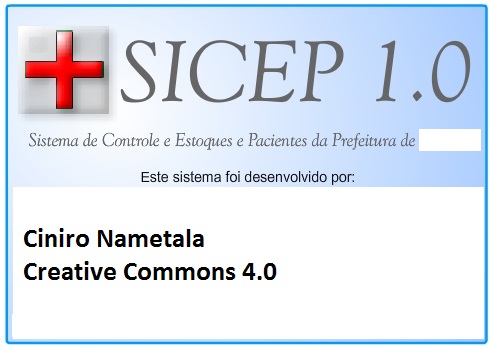 SICEP 1.0
Sistema de Controle e Estoques e Pacientes da Prefeitura de
Este sistema foi desenvolvido por:
Ciniro Nametala
Creative Commons 4.0